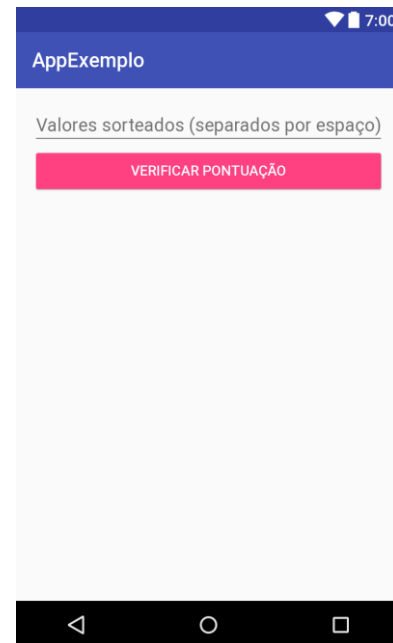 7:00
AppExemplo
Valores sorteados (separados por espaço)
VERIFICAR PONTUAÇÃO